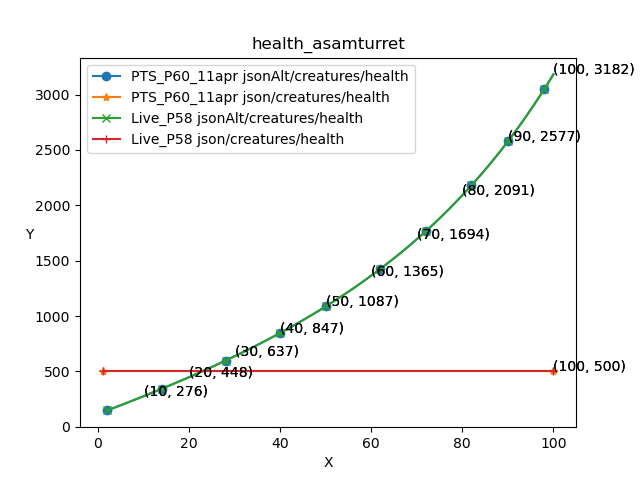 health_asamturret
PTS_P60_11apr jsonAlt/creatures/health
PTS_P60_11apr json/creatures/health
Live_P58 jsonAlt/creatures/health
Live_P58 json/creatures/health
(100, 3182)
(90, 2577)
(80, 2091)
(70, 1694)
(60, 1365)
(50, 1087)
(40, 847)
(30, 637)
(20, 448)
(10, 276)
(100, 500)
Y
3000
2500
2000
1500
1000
500
0
0 20 40 60 80 100
X